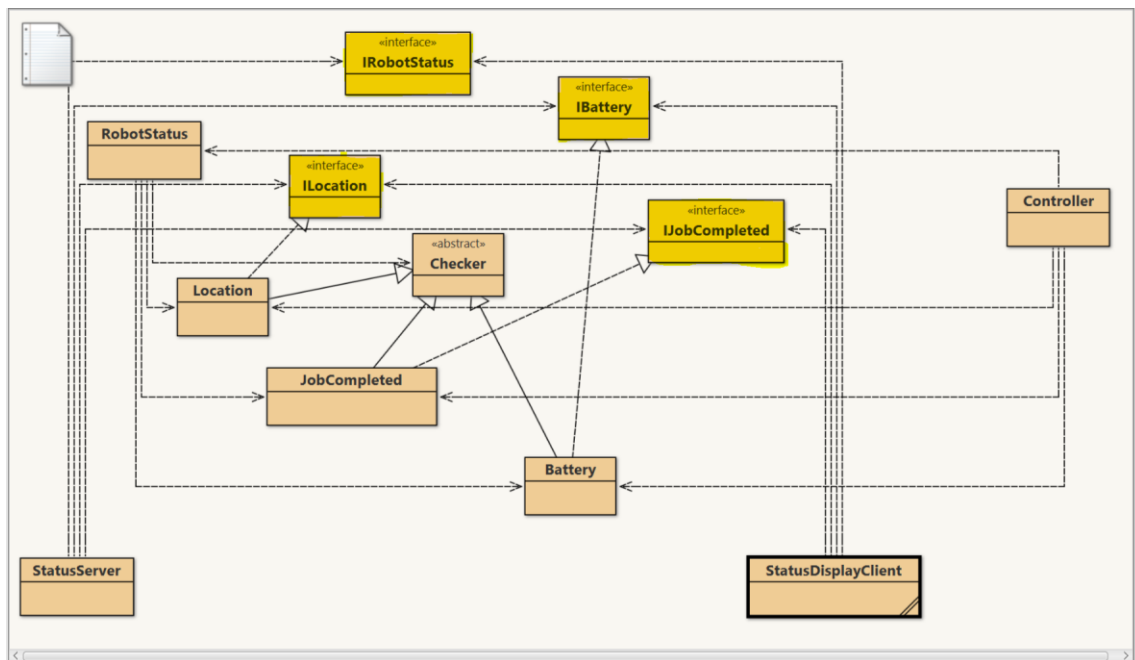 «interface»
IRobotStatus
«interface»
IBattery
RobotStatus
«interface»
ILocation
Controller
«interface»
IJobCompleted
«abstract»
Checker
Location
JobCompleted
Battery
StatusServer
StatusDisplayClient